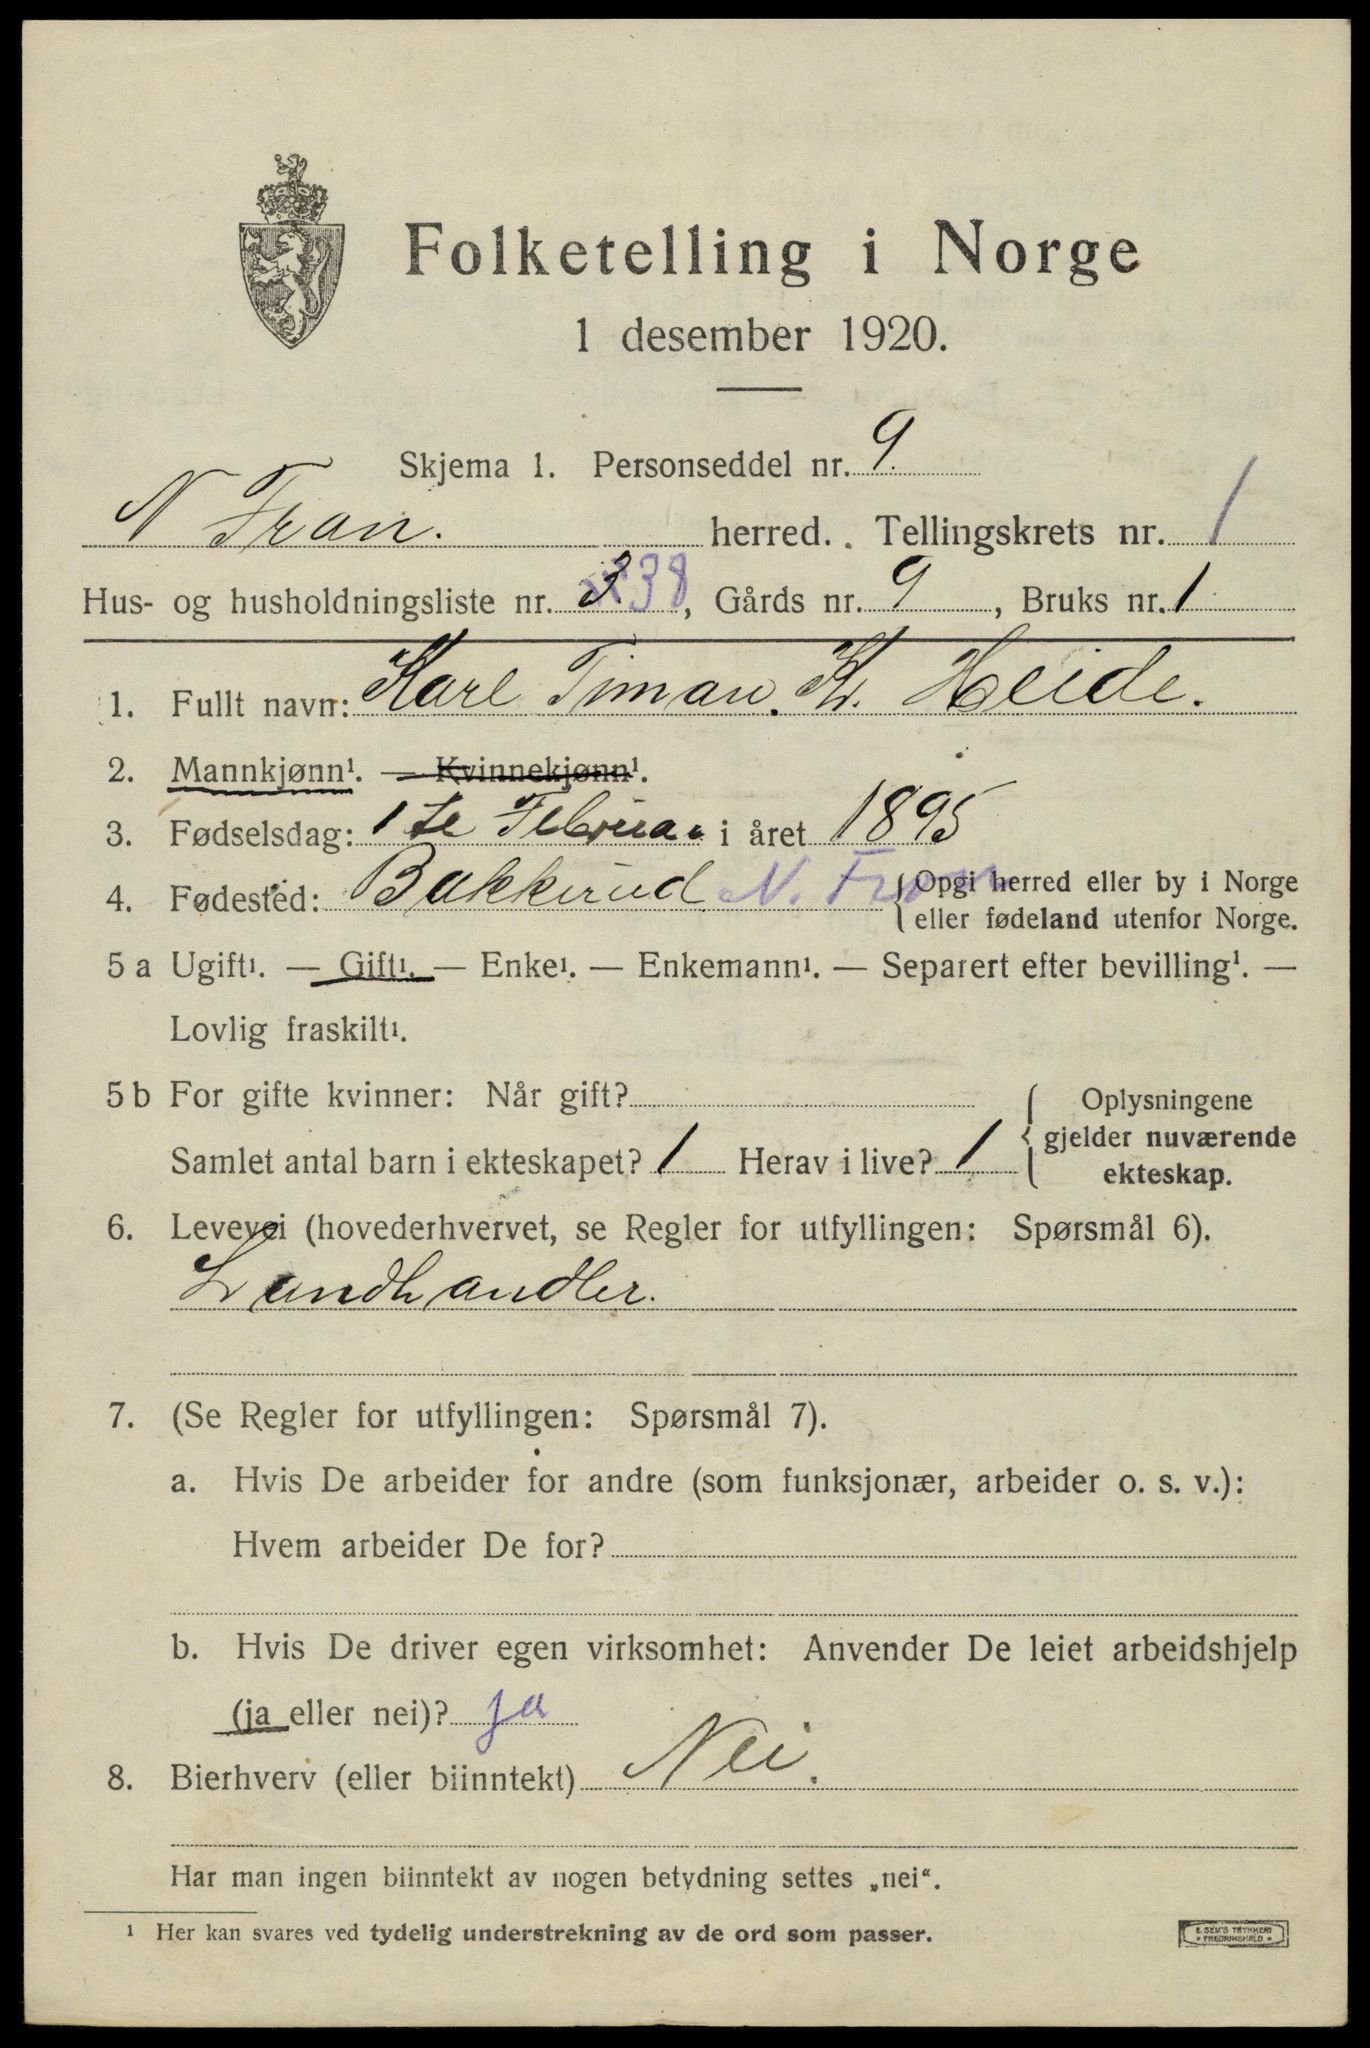 Folketelling i Norge
1 desember 1920.
Skjema 1. Personseddel nr. 9.
N Fron. herred. Tellingskrets nr. 1
Hus- og husholdningsliste nr. 3 38, Gårds nr. 9, Bruks nr. 1
1. Fullt navn: Karl Timan. Kr. Heide.
2. Mannkjønn¹. — Kvinnekjønn¹.
3. Fødselsdag: 1 te Februar i året 1895
4. Fødested: Bakkerud N. Fron {Opgi herred eller by i Norge
eller fødeland utenfor Norge.
5 a Ugift¹. — Gift¹. — Enke¹. — Enkemann¹. — Separert efter bevilling¹. —
Lovlig fraskilt¹.
5 b For gifte kvinner: Når gift?
Samlet antal barn i ekteskapet? 1 Herav i live? 1
{ Oplysningene
gjelder nuværende
ekteskap.
6. Levevei (hovederhvervet, se Regler for utfyllingen: Spørsmål 6).
Landhandler.
7. (Se Regler for utfyllingen: Spørsmål 7).
a. Hvis De arbeider for andre (som funksjonær, arbeider o. s. v.):
Hvem arbeider De for?
b. Hvis De driver egen virksomhet: Anvender De leiet arbeidshjelp
(ja eller nei)? ja
8. Bierhverv (eller biinntekt) Nei.
Har man ingen biinntekt av nogen betydning settes „nei“.
¹ Her kan svares ved tydelig understrekning av de ord som passer.
E. SEM'S TRYKKERI
* FREDRIKSHALD *